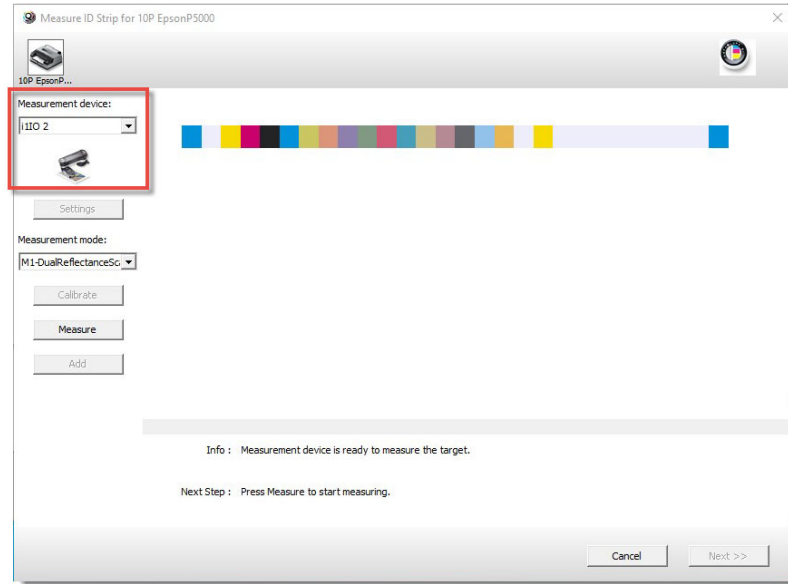 Measure ID Strip for 10P EpsonP5000
10P EpsonP...
Measurement device:
i1IO 2
Settings
Measurement mode:
M1-DualReflectanceSc
Calibrate
Measure
Add
Info : Measurement device is ready to measure the target.
Next Step : Press Measure to start measuring.
Cancel
Next >>